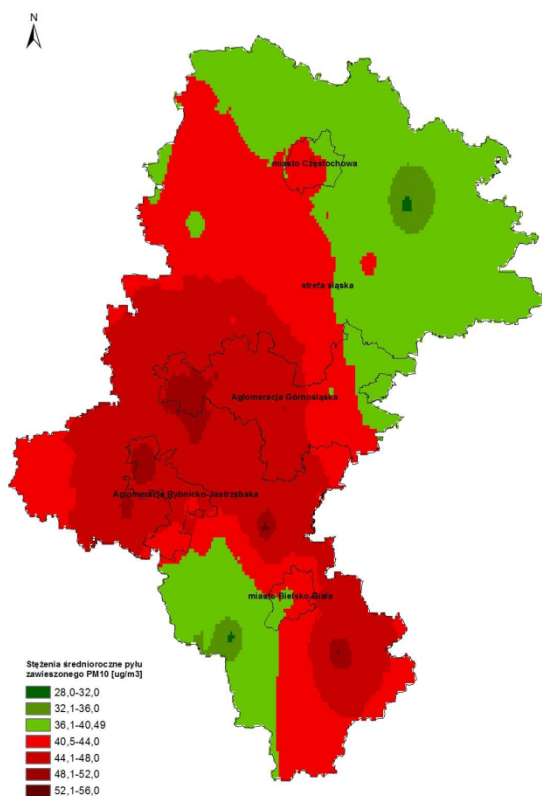 N
miasto Częstochowa
strefa śląska
Aglomeracja Górnośląska
Aglomeracja Rybnicko-Jastrzębska
miasto Bielsko-Biała
Stężenia średnioroczne pyłu
zawieszonego PM10 [ug/m3]
28,0-32,0
32,1-36,0
36,1-40,49
40,5-44,0
44,1-48,0
48,1-52,0
52,1-56,0